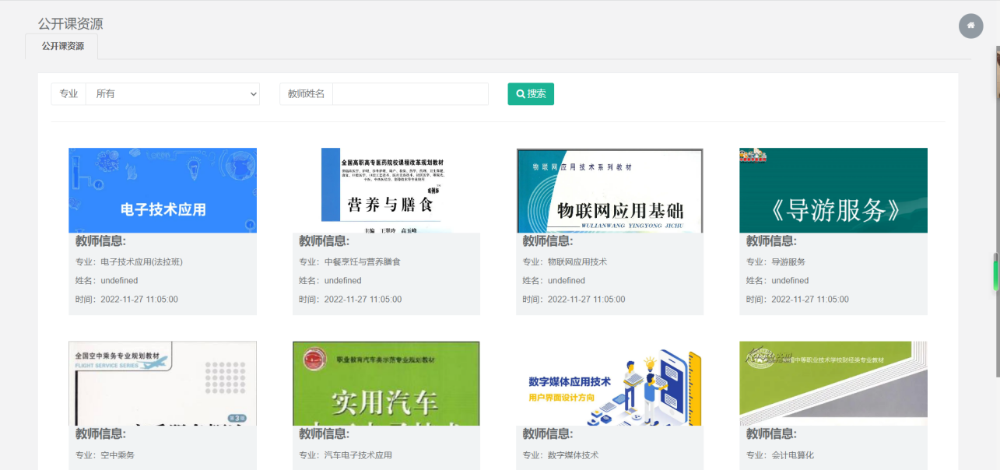 公开课资源
公开课资源
专业 所有 教师姓名 搜索
电子技术应用
教师信息:
专业：电子技术应用(法拉班)
姓名：undefined
时间：2022-11-27 11:05:00
全国高职高专医药院校课程改革规划教材
案例版
营养与膳食
主编 王翠玲 高玉峰
教师信息:
专业：中餐烹饪与营养膳食
姓名：undefined
时间：2022-11-27 11:05:00
物联网应用技术系列教材
物联网应用基础
WULIANWANG YINGYONG JICHU
教师信息:
专业：物联网应用技术
姓名：undefined
时间：2022-11-27 11:05:00
《导游服务》
教师信息:
专业：导游服务
姓名：undefined
时间：2022-11-27 11:05:00
全国空中乘务专业规划教材
FLIGHT SERVICE SERIES
第3版
教师信息:
专业：空中乘务
职业教育汽车类示范专业规划教材
实用汽车
教师信息:
专业：汽车电子技术应用
数字媒体应用技术
用户界面设计方向
教师信息:
专业：数字媒体技术
中等职业技术学校财经类专业教材
教师信息:
专业：会计电算化